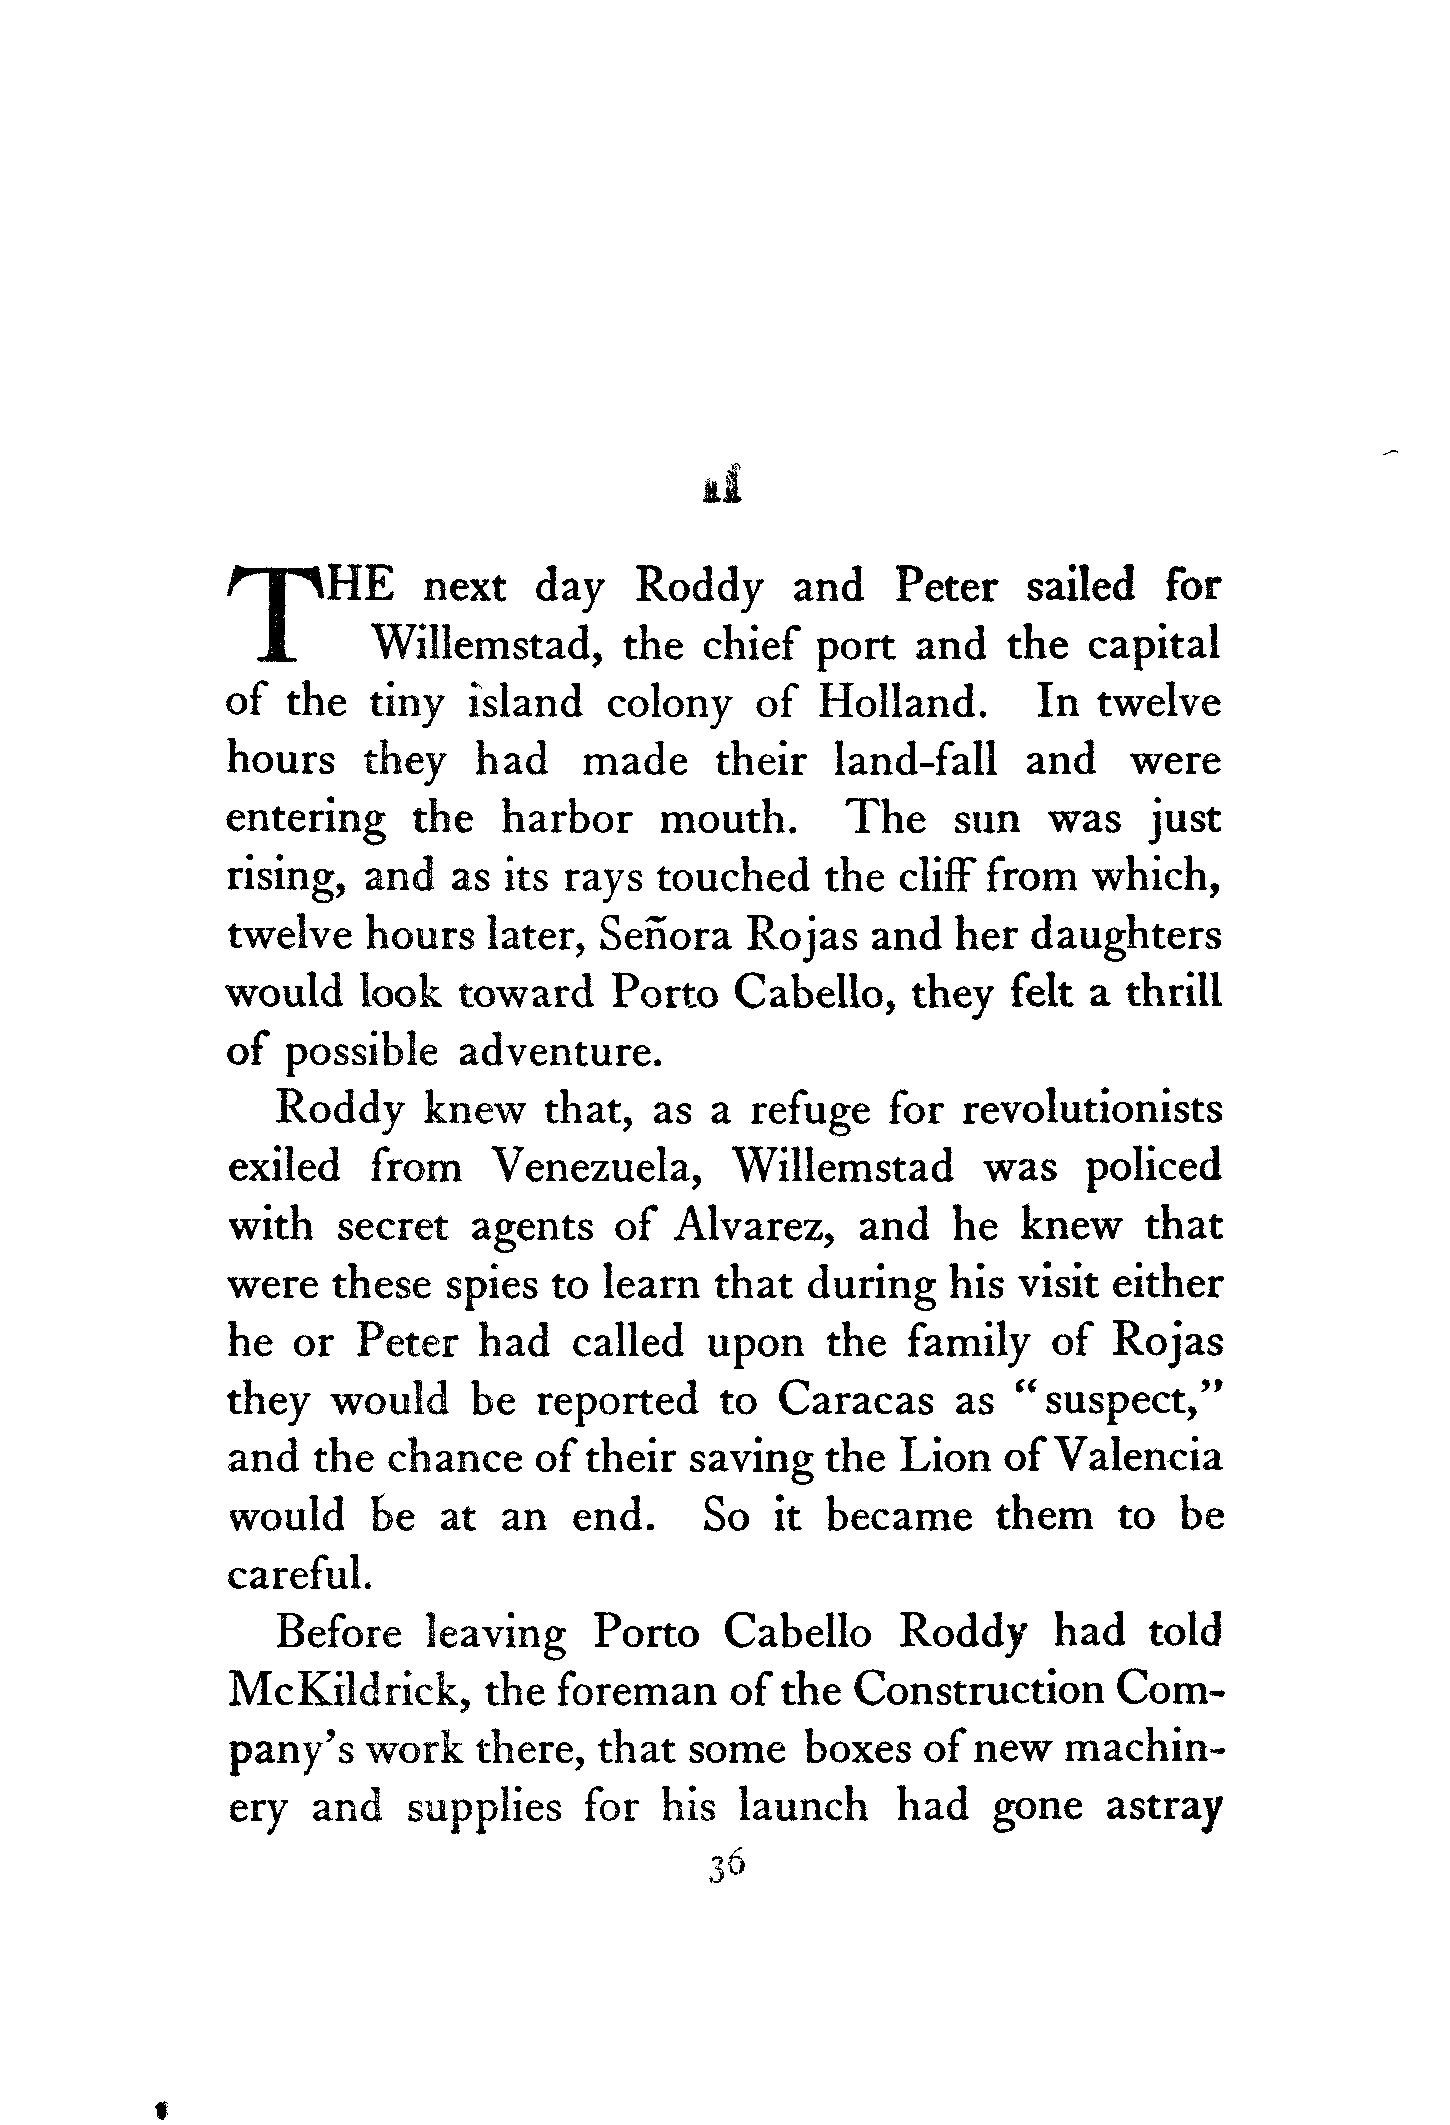 THE next day Roddy and Peter sailed for
Willemstad, the chief port and the capital
of the tiny island colony of Holland. In twelve
hours they had made their land-fall and were
entering the harbor mouth. The sun was just
rising, and as its rays touched the cliff from which,
twelve hours later, Señora Rojas and her daughters
would look toward Porto Cabello, they felt a thrill
of possible adventure.
Roddy knew that, as a refuge for revolutionists
exiled from Venezuela, Willemstad was policed
with secret agents of Alvarez, and he knew that
were these spies to learn that during his visit either
he or Peter had called upon the family of Rojas
they would be reported to Caracas as “suspect,”
and the chance of their saving the Lion of Valencia
would be at an end. So it became them to be
careful.
Before leaving Porto Cabello Roddy had told
McKildrick, the foreman of the Construction Com-
pany’s work there, that some boxes of new machin-
ery and supplies for his launch had gone astray
36